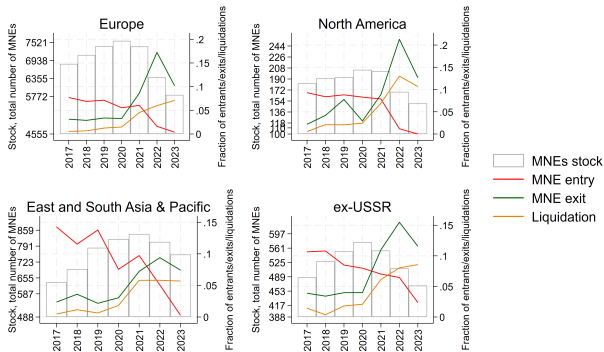 Europe
Stock, total number of MNEs
7521
6938
6355
5772
4555
.2
.15
.1
.05
0
Fraction of entrants/exits/liquidations
2017 2018 2019 2020 2021 2022 2023
North America
Stock, total number of MNEs
244
226
208
190
172
154
136
118
100
.2
.15
.1
.05
0
Fraction of entrants/exits/liquidations
2017 2018 2019 2020 2021 2022 2023
MNEs stock
MNE entry
MNE exit
Liquidation
East and South Asia & Pacific
Stock, total number of MNEs
859
791
723
655
587
488
.15
.1
.05
0
Fraction of entrants/exits/liquidations
2017 2018 2019 2020 2021 2022 2023
ex-USSR
Stock, total number of MNEs
597
561
525
489
453
417
388
.15
.1
.05
0
Fraction of entrants/exits/liquidations
2017 2018 2019 2020 2021 2022 2023